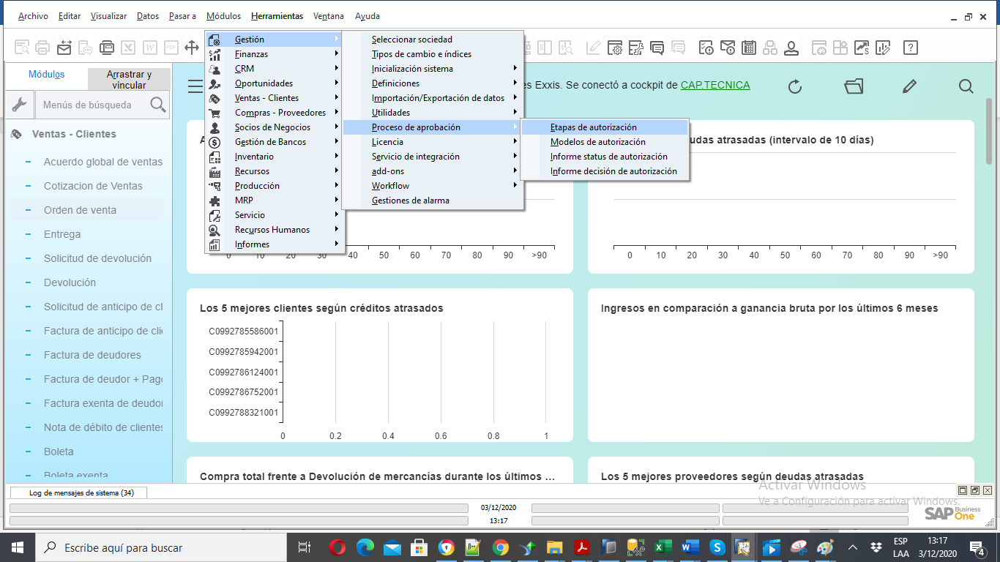 Archivo Editar Visualizar Datos Pasar a Módulos Herramientas Ventana Ayuda
Gestión
Finanzas
CRM
Oportunidades
Ventas - Clientes
Compras - Proveedores
Socios de Negocios
Gestión de Bancos
Inventario
Recursos
Producción
MRP
Servicio
Recursos Humanos
Informes
Seleccionar sociedad
Tipos de cambio e índices
Inicialización sistema
Definiciones
Importación/Exportación de datos
Utilidades
Proceso de aprobación
Licencia
Servicio de integración
add-ons
Workflow
Gestiones de alarma
Etapas de autorización
Modelos de autorización
Informe status de autorización
Informe decisión de autorización
Módulos
Arrastrar y
vincular
Menús de búsqueda
Ventas - Clientes
Acuerdo global de ventas
Cotizacion de Ventas
Orden de venta
Entrega
Solicitud de devolución
Devolución
Solicitud de anticipo de cl
Factura de anticipo de clie
Factura de deudores
Factura de deudor + Pago
Factura exenta de deudor
Nota de débito de clientes
Boleta
Boleta exenta
es Exxis. Se conectó a cockpit de CAP.TECNICA
udas atrasadas (intervalo de 10 días)
0 10 20 30 40 50 60 70 80 90 >90
0 10 20 30 40 50 60 70 80 90 >90
Los 5 mejores clientes según créditos atrasados
C0992785586001
C0992785942001
C0992786124001
C0992786752001
C0992788321001
0 0.2 0.4 0.6 0.8 1
Ingresos en comparación a ganancia bruta por los últimos 6 meses
Compra total frente a Devolución de mercancías durante los últimos ...
Los 5 mejores proveedores según deudas atrasadas
Activar Windows
Ve a Configuración para activar Windows.
Log de mensajes de sistema (34)
03/12/2020
13:17
SAP Business One
Escribe aquí para buscar
ESP
LAA
13:17
3/12/2020
4